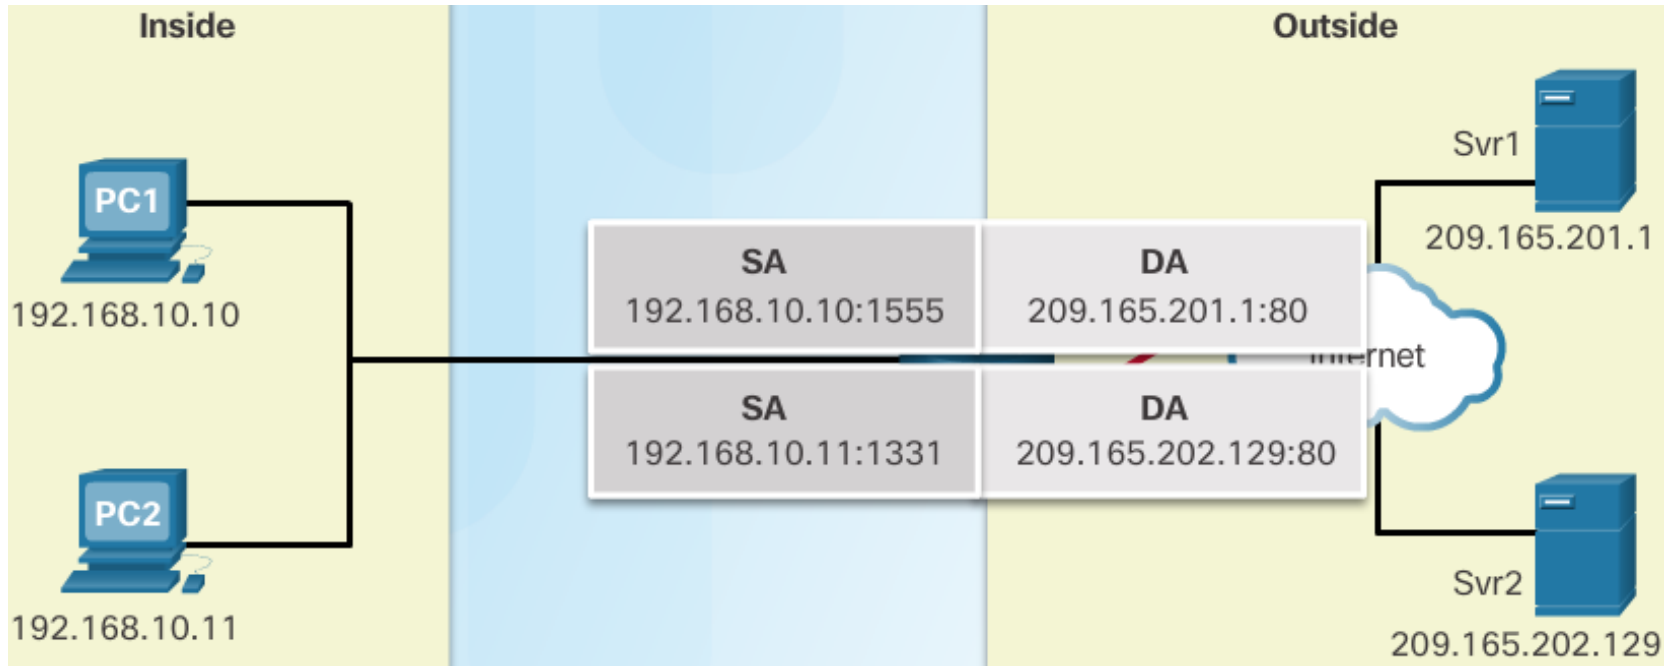 Inside
Outside
Svr1
PC1
209.165.201.1
SA
DA
192.168.10.10:1555
209.165.201.1:80
192.168.10.10
SA
DA
192.168.10.11:1331
209.165.202.129:80
PC2
Svr2
192.168.10.11
209.165.202.129